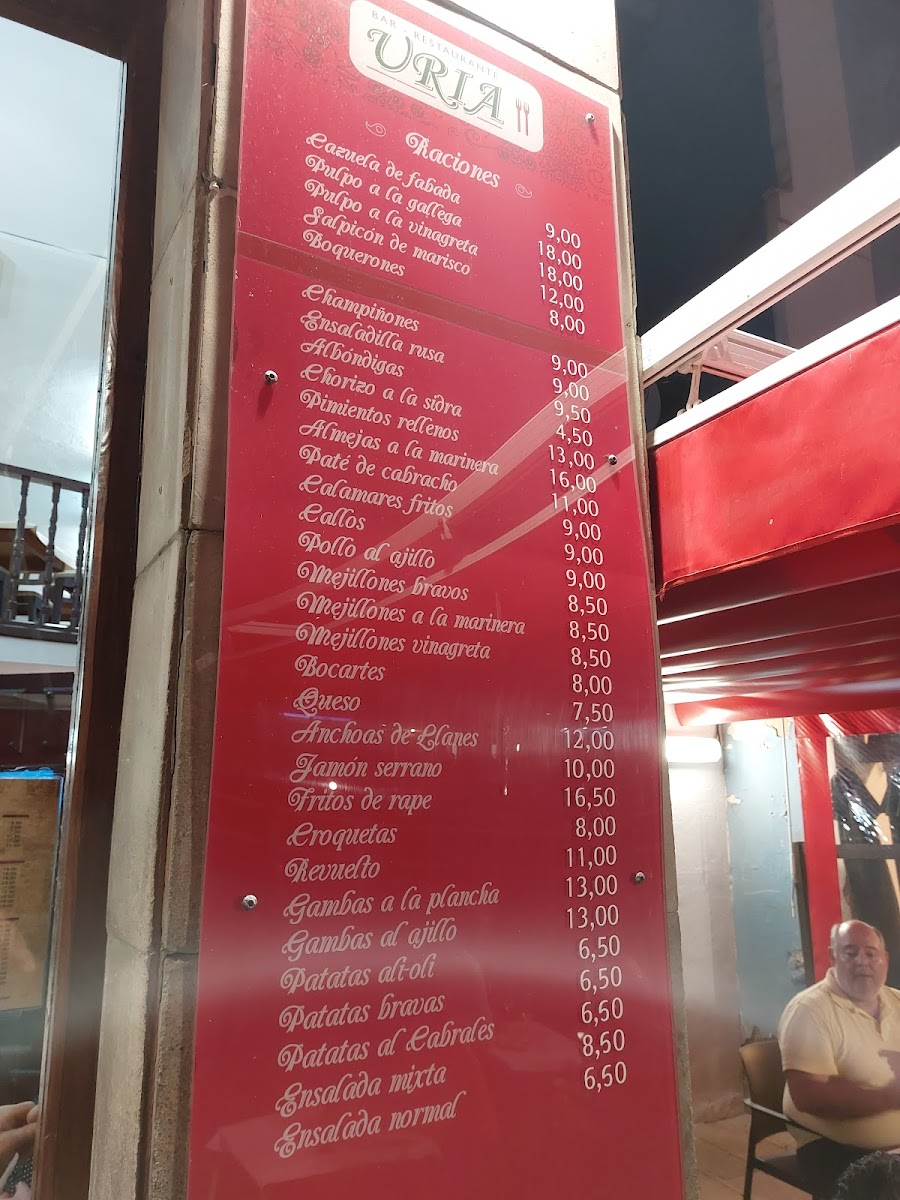 BAR - RESTAURANTE
URIA
Raciones
Cazuela de fabada 9,00
Pulpo a la gallega 18,00
Pulpo a la vinagreta 18,00
Salpicón de marisco 12,00
Boquerones 8,00
Champiñones 9,00
Ensaladilla rusa 9,00
Albóndigas 9,50
Chorizo a la sidra 4,50
Pimientos rellenos 13,00
Almejas a la marinera 16,00
Paté de cabracho 11,00
Calamares fritos 9,00
Callos 9,00
Pollo al ajillo 9,00
Mejillones bravos 8,50
Mejillones a la marinera 8,50
Mejillones vinagreta 8,50
Bocartes 8,00
Queso 7,50
Anchoas de Llanes 12,00
Jamón serrano 10,00
Fritos de rape 16,50
Croquetas 8,00
Revuelto 11,00
Gambas a la plancha 13,00
Gambas al ajillo 13,00
Patatas ali-oli 6,50
Patatas bravas 6,50
Patatas al Cabrales 6,50
Ensalada mixta 8,50
Ensalada normal 6,50